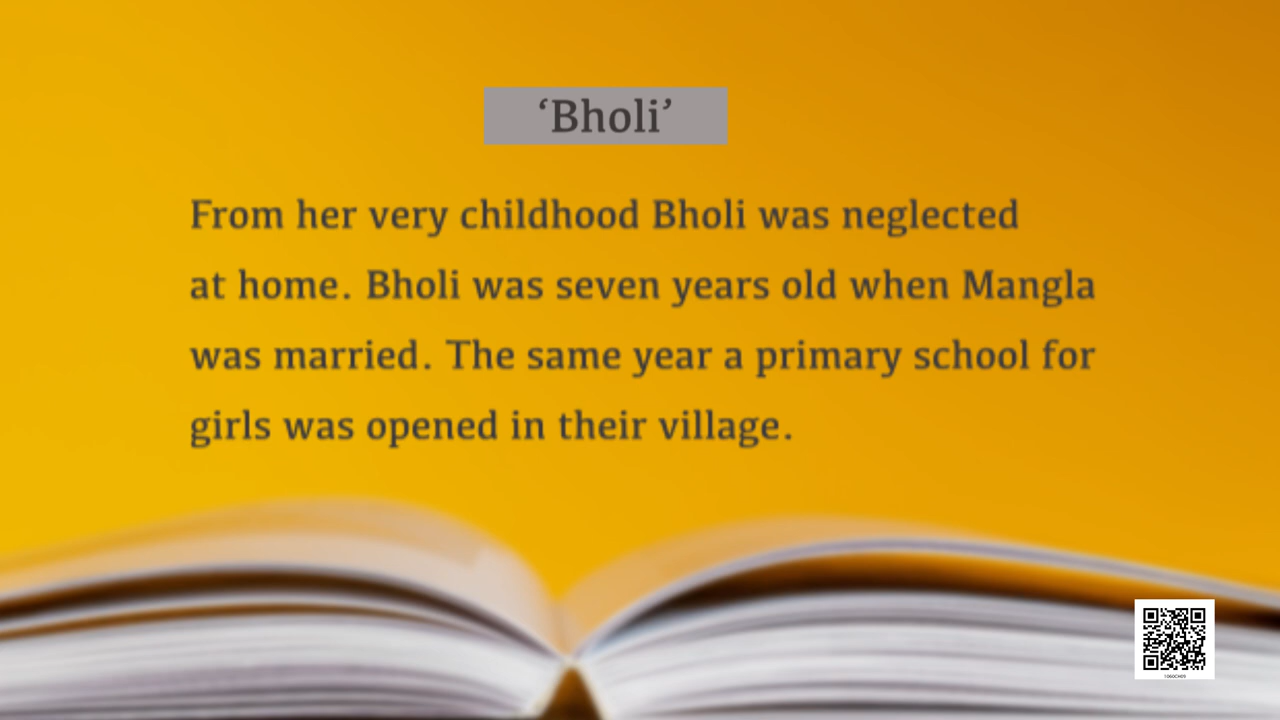 ‘Bholi’
From her very childhood Bholi was neglected
at home. Bholi was seven years old when Mangla
was married. The same year a primary school for
girls was opened in their village.